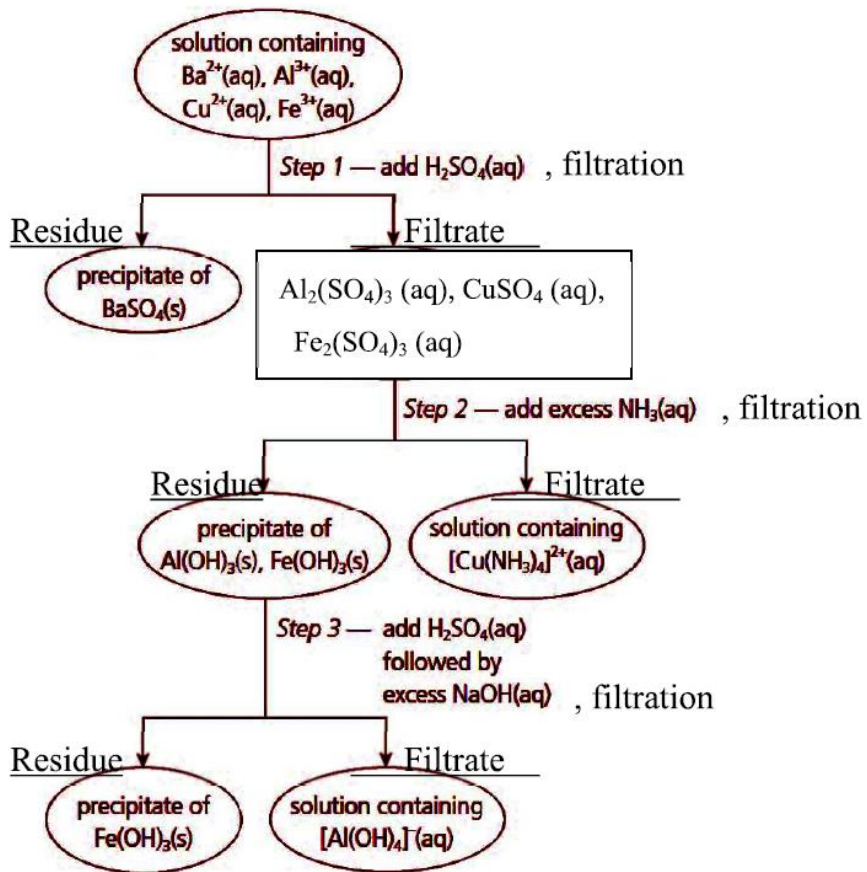 solution containing
Ba²⁺(aq), Al³⁺(aq),
Cu²⁺(aq), Fe³⁺(aq)
Step 1 — add H₂SO₄(aq) , filtration
Residue
Filtrate
precipitate of
BaSO₄(s)
Al₂(SO₄)₃ (aq), CuSO₄ (aq),
Fe₂(SO₄)₃ (aq)
Step 2 — add excess NH₃(aq) , filtration
Residue
Filtrate
precipitate of
Al(OH)₃(s), Fe(OH)₃(s)
solution containing
[Cu(NH₃)₄]²⁺(aq)
Step 3 — add H₂SO₄(aq)
followed by
excess NaOH(aq) , filtration
Residue
Filtrate
precipitate of
Fe(OH)₃(s)
solution containing
[Al(OH)₄]⁻(aq)